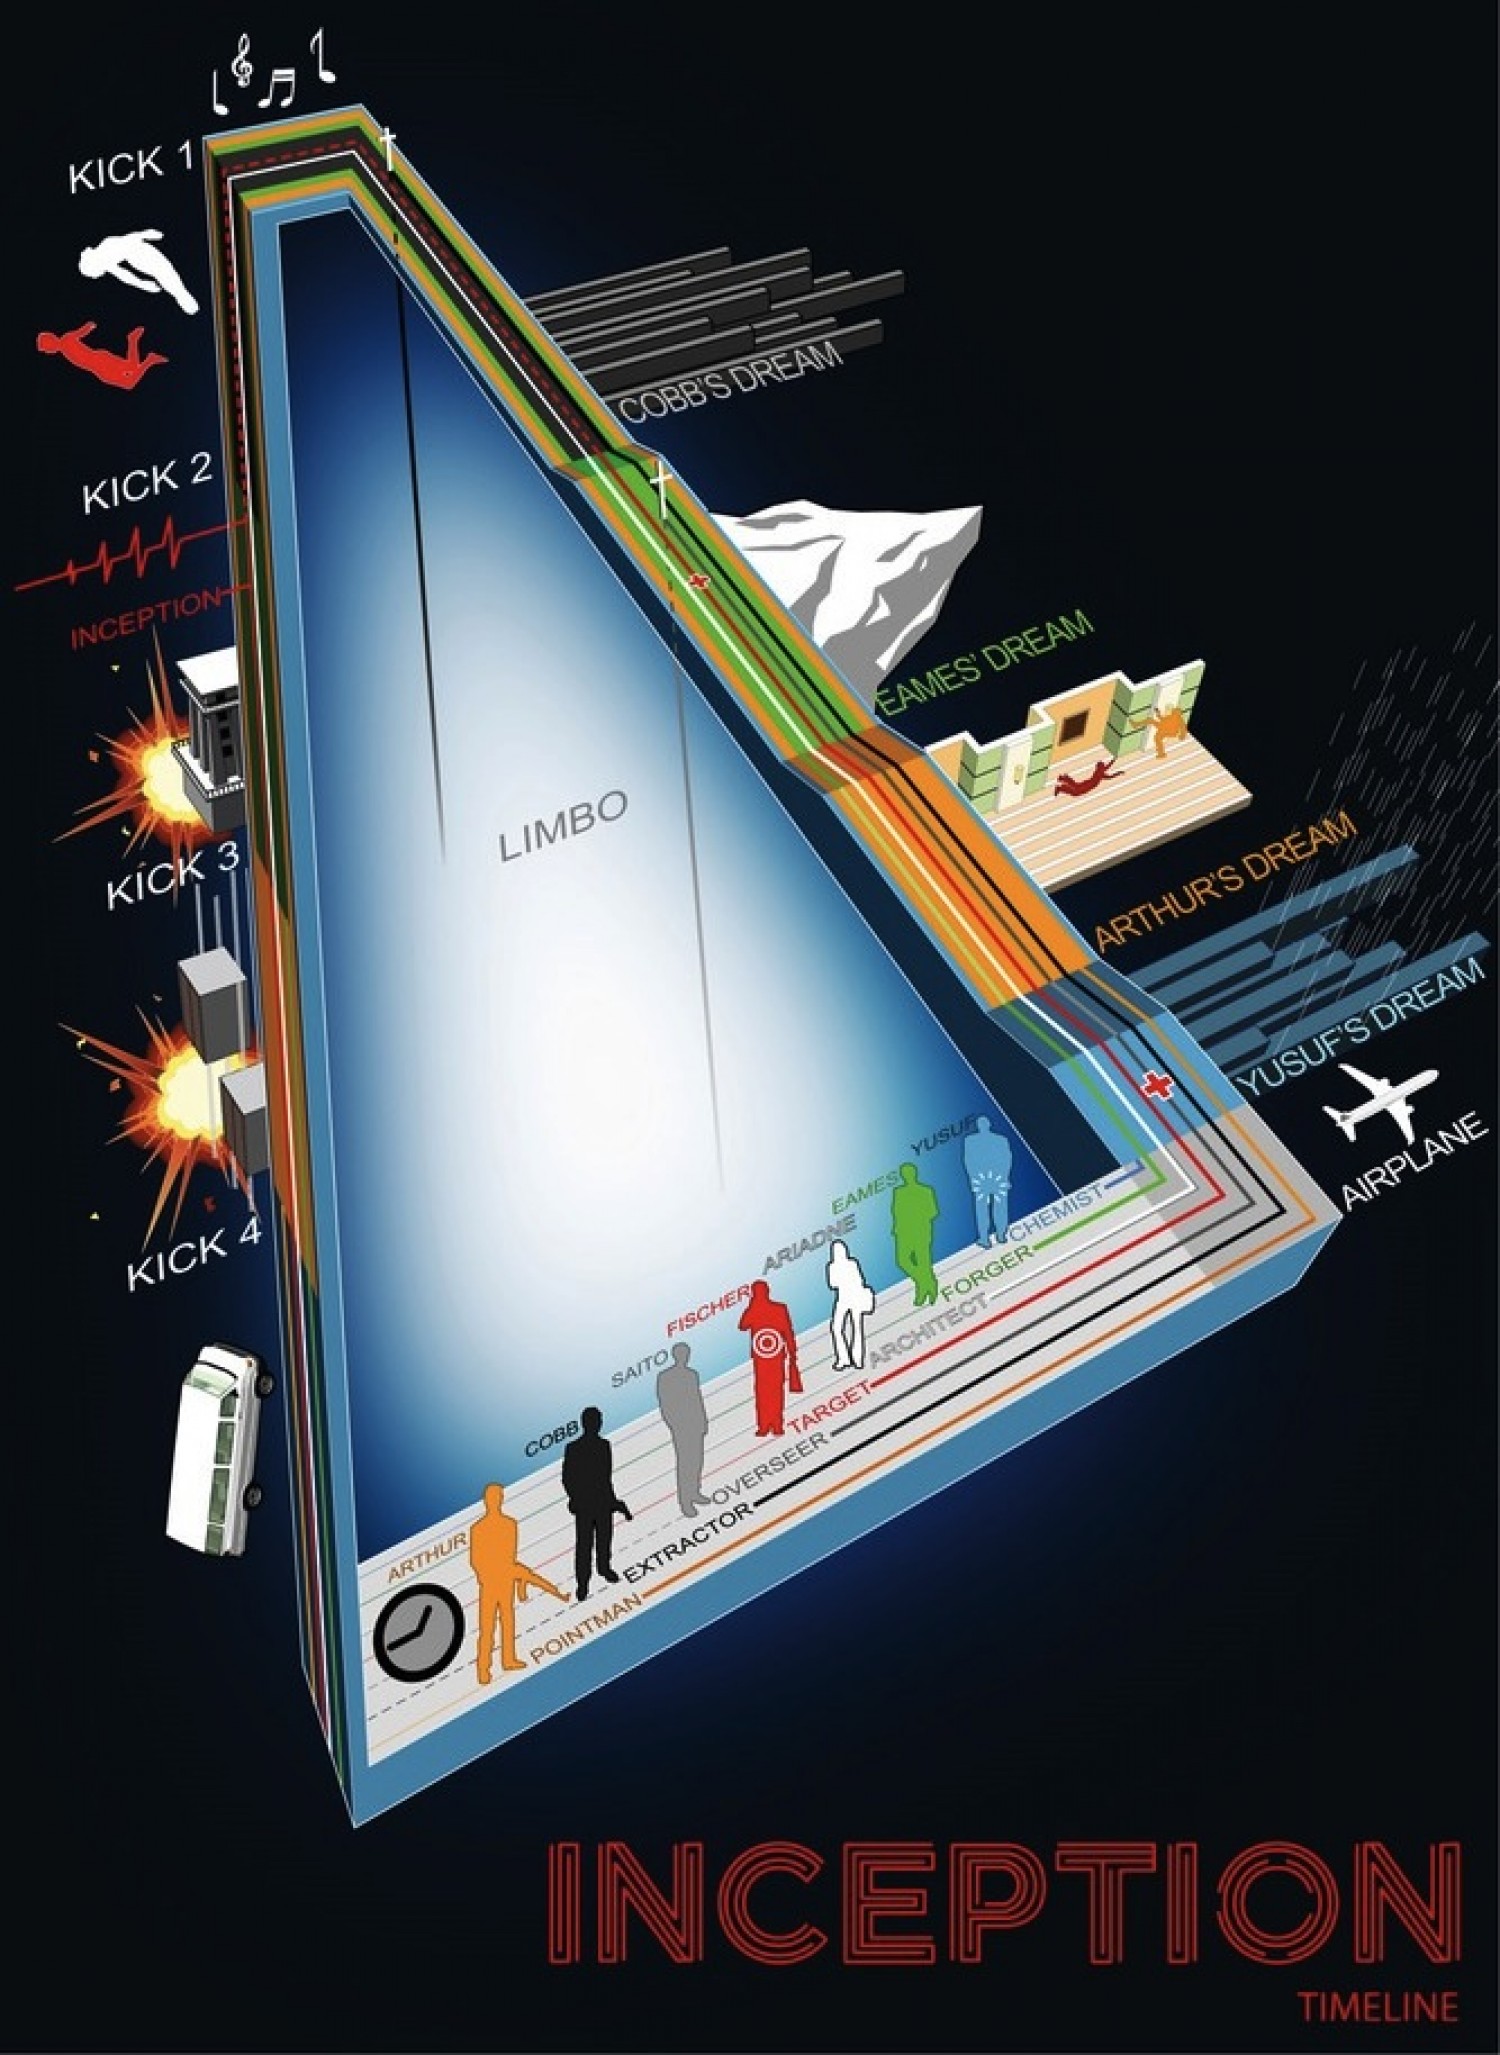 KICK 1
COBB'S DREAM
KICK 2
INCEPTION
EAMES' DREAM
LIMBO
ARTHUR'S DREAM
KICK 3
YUSUF'S DREAM
AIRPLANE
KICK 4
YUSUF
CHEMIST
EAMES
FORGER
ARIADNE
ARCHITECT
FISCHER
TARGET
SAITO
OVERSEER
COBB
EXTRACTOR
ARTHUR
POINTMAN
INCEPTION
TIMELINE